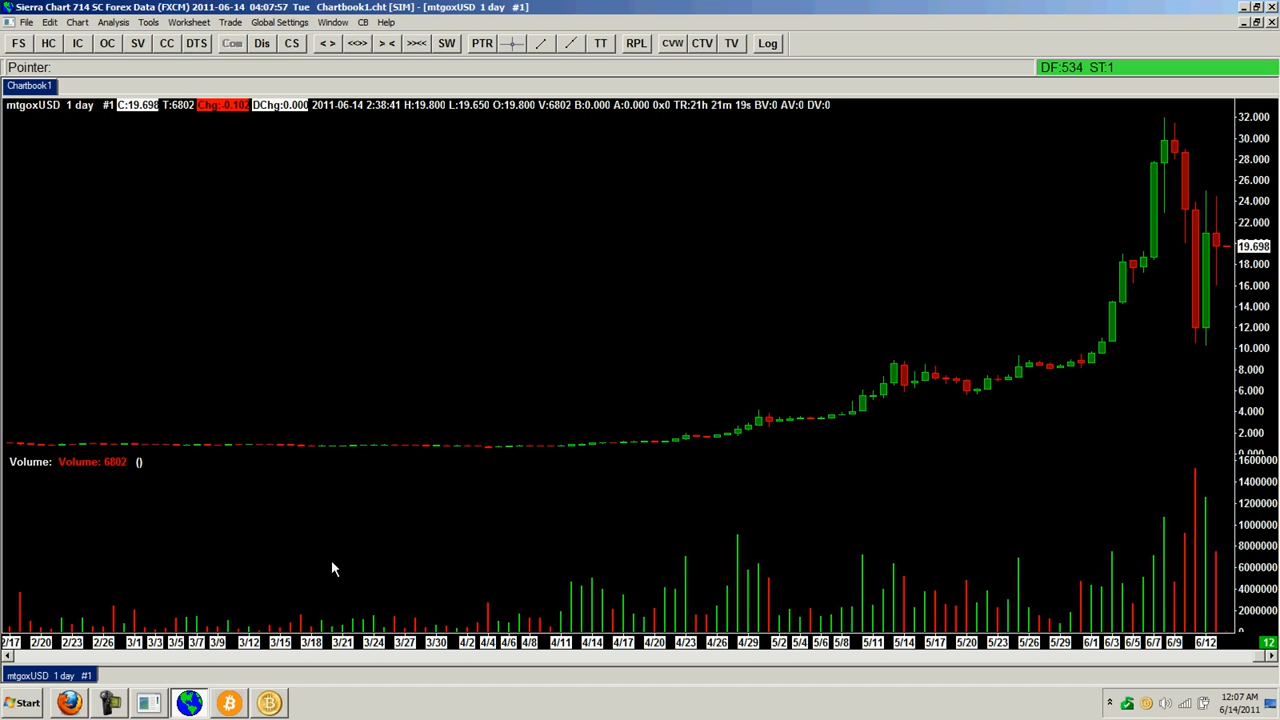 Sierra Chart 714 SC Forex Data (FXCM) 2011-06-14 04:07:57 Tue Chartbook1.cht [SIM] - [mtgoxUSD 1 day #1]
File Edit Chart Analysis Tools Worksheet Trade Global Settings Window CB Help
FS HC IC OC SV CC DTS Con Dis CS < > <<>> > < >><< SW PTR TT RPL CVW CTV TV Log
Pointer: DF:534 ST:1
Chartbook1
mtgoxUSD 1 day #1 C:19.698 T:6802 Chg:-0.102 DChg:0.000 2011-06-14 2:38:41 H:19.800 L:19.650 O:19.800 V:6802 B:0.000 A:0.000 0x0 TR:21h 21m 19s BV:0 AV:0 DV:0
32.000
30.000
28.000
26.000
24.000
22.000
19.698
18.000
16.000
14.000
12.000
10.000
8.000
6.000
4.000
2.000
0.000
Volume: Volume: 6802 ()
1600000
1400000
1200000
1000000
8000000
6000000
4000000
2000000
2/17 2/20 2/23 2/26 3/1 3/3 3/5 3/7 3/9 3/12 3/15 3/18 3/21 3/24 3/27 3/30 4/2 4/4 4/6 4/8 4/11 4/14 4/17 4/20 4/23 4/26 4/29 5/2 5/4 5/6 5/8 5/11 5/14 5/17 5/20 5/23 5/26 5/29 6/1 6/3 6/5 6/7 6/9 6/12 12
mtgoxUSD 1 day #1
Start 12:07 AM
6/14/2011